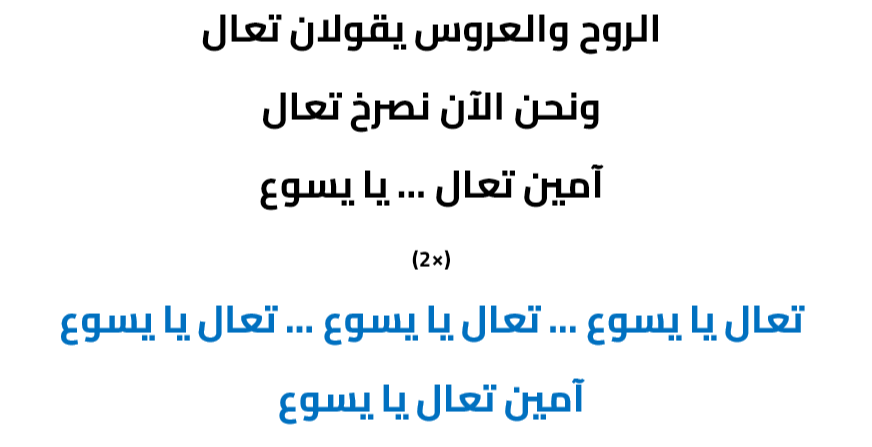 الروح والعروس يقولان تعال
ونحن الآن نصرخ تعال
آمين تعال ... يا يسوع
(2×)
تعال يا يسوع ... تعال يا يسوع ... تعال يا يسوع
آمين تعال يا يسوع